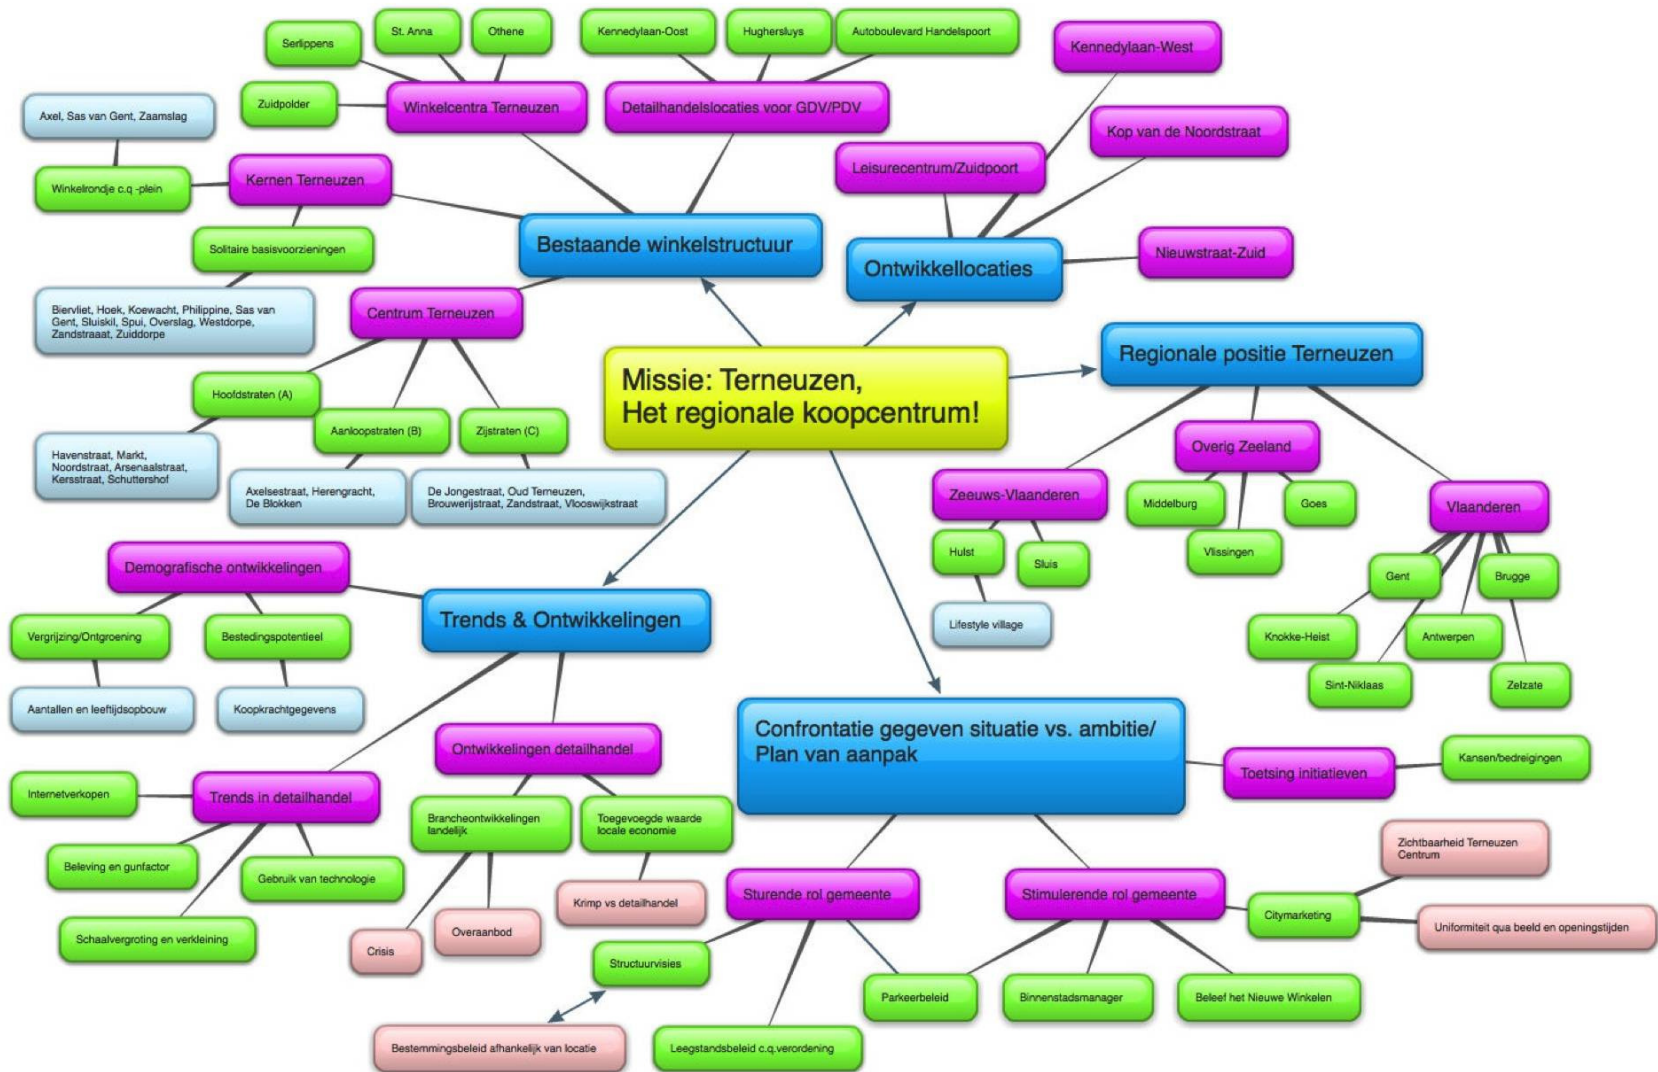 Serlippens
St. Anna
Othene
Kennedylaan-Oost
Hughersluys
Autoboulevard Handelspoort
Kennedylaan-West
Zuidpolder
Winkelcentra Terneuzen
Detailhandelslocaties voor GDV/PDV
Axel, Sas van Gent, Zaamslag
Kop van de Noordstraat
Leisurecentrum/Zuidpoort
Winkelrondje c.q -plein
Kernen Terneuzen
Solitaire basisvoorzieningen
Bestaande winkelstructuur
Ontwikkellocaties
Nieuwstraat-Zuid
Biervliet, Hoek, Koewacht, Philippine, Sas van
Gent, Sluiskil, Spui, Overslag, Westdorpe,
Zandstraaat, Zuiddorpe
Centrum Terneuzen
Missie: Terneuzen,
Het regionale koopcentrum!
Regionale positie Terneuzen
Hoofdstraten (A)
Aanloopstraten (B)
Zijstraten (C)
Havenstraat, Markt,
Noordstraat, Arsenaalstraat,
Kersstraat, Schuttershof
Axelsestraat, Herengracht,
De Blokken
De Jongestraat, Oud Terneuzen,
Brouwerijstraat, Zandstraat, Vlooswijkstraat
Overig Zeeland
Zeeuws-Vlaanderen
Middelburg
Goes
Vlaanderen
Vlissingen
Hulst
Sluis
Gent
Brugge
Lifestyle village
Knokke-Heist
Antwerpen
Sint-Niklaas
Zelzate
Demografische ontwikkelingen
Trends & Ontwikkelingen
Vergrijzing/Ontgroening
Bestedingspotentieel
Aantallen en leeftijdsopbouw
Koopkrachtgegevens
Ontwikkelingen detailhandel
Confrontatie gegeven situatie vs. ambitie/
Plan van aanpak
Toetsing initiatieven
Kansen/bedreigingen
Internetverkopen
Trends in detailhandel
Brancheontwikkelingen
landelijk
Toegevoegde waarde
locale economie
Beleving en gunfactor
Gebruik van technologie
Schaalvergroting en verkleining
Crisis
Overaanbod
Krimp vs detailhandel
Sturende rol gemeente
Stimulerende rol gemeente
Zichtbaarheid Terneuzen
Centrum
Citymarketing
Uniformiteit qua beeld en openingstijden
Structuurvisies
Parkeerbeleid
Binnenstadsmanager
Beleef het Nieuwe Winkelen
Bestemmingsbeleid afhankelijk van locatie
Leegstandsbeleid c.q.verordening